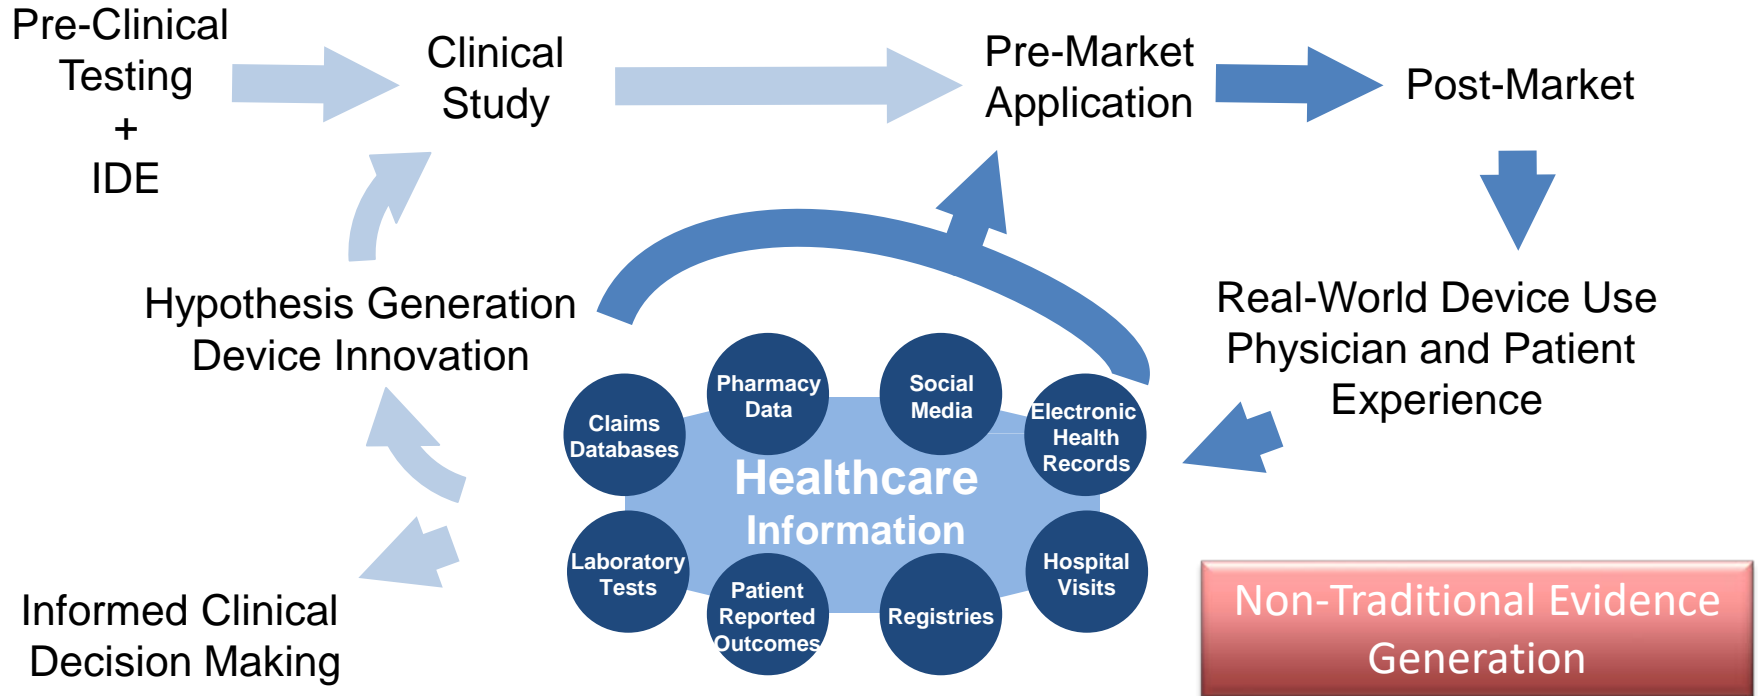 Pre-Clinical
Testing
+
IDE
Clinical
Study
Pre-Market
Application
Post-Market
Hypothesis Generation
Device Innovation
Real-World Device Use
Physician and Patient
Experience
Claims
Databases
Pharmacy
Data
Social
Media
Electronic
Health
Records
Healthcare
Information
Laboratory
Tests
Patient
Reported
Outcomes
Registries
Hospital
Visits
Informed Clinical
Decision Making
Non-Traditional Evidence
Generation